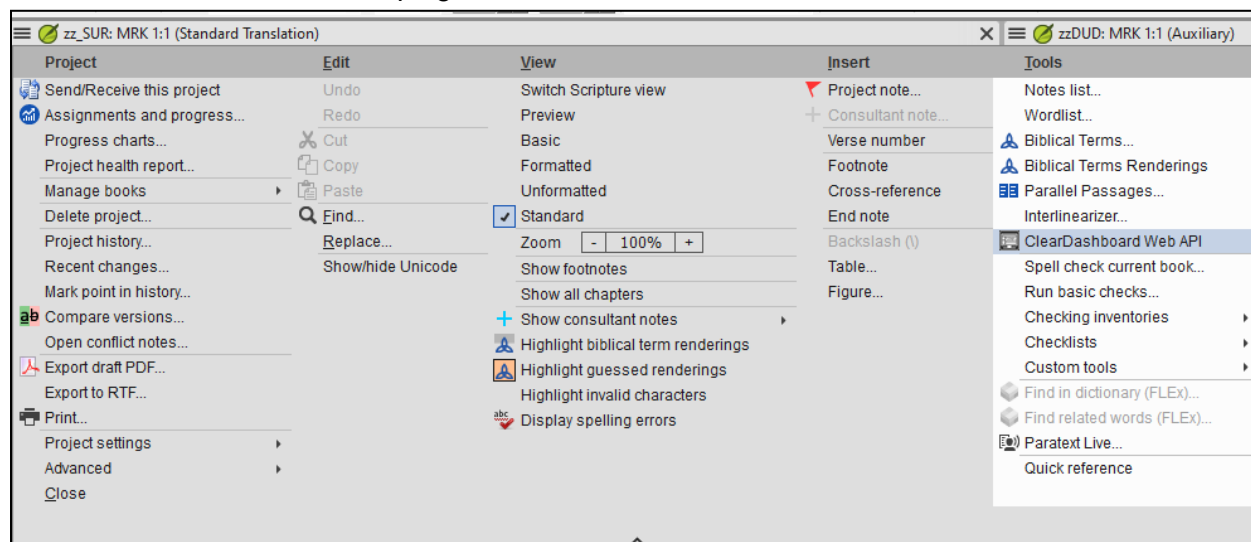 zz_SUR: MRK 1:1 (Standard Translation)
zzDUD: MRK 1:1 (Auxiliary)
Project
Send/Receive this project
Assignments and progress...
Progress charts...
Project health report...
Manage books
Delete project...
Project history...
Recent changes...
Mark point in history...
Compare versions...
Open conflict notes...
Export draft PDF...
Export to RTF...
Print...
Project settings
Advanced
Close
Edit
Undo
Redo
Cut
Copy
Paste
Find...
Replace...
Show/hide Unicode
View
Switch Scripture view
Preview
Basic
Formatted
Unformatted
Standard
Zoom - 100% +
Show footnotes
Show all chapters
Show consultant notes
Highlight biblical term renderings
Highlight guessed renderings
Highlight invalid characters
Display spelling errors
Insert
Project note...
Consultant note...
Verse number
Footnote
Cross-reference
End note
Backslash (\)
Table...
Figure...
Tools
Notes list...
Wordlist...
Biblical Terms...
Biblical Terms Renderings
Parallel Passages...
Interlinearizer...
ClearDashboard Web API
Spell check current book...
Run basic checks...
Checking inventories
Checklists
Custom tools
Find in dictionary (FLEx)...
Find related words (FLEx)...
Paratext Live...
Quick reference